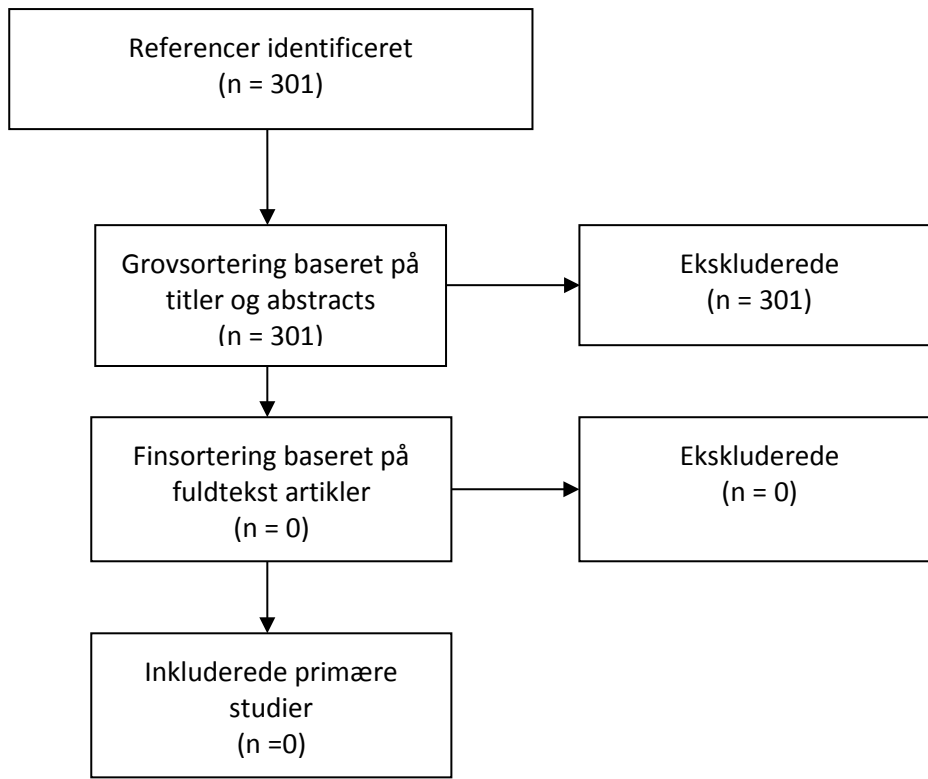 Referencer identificeret
(n = 301)
Grovsortering baseret på
titler og abstracts
(n = 301)
Ekskluderede
(n = 301)
Finsortering baseret på
fuldtekst artikler
(n = 0)
Ekskluderede
(n = 0)
Inkluderede primære
studier
(n =0)